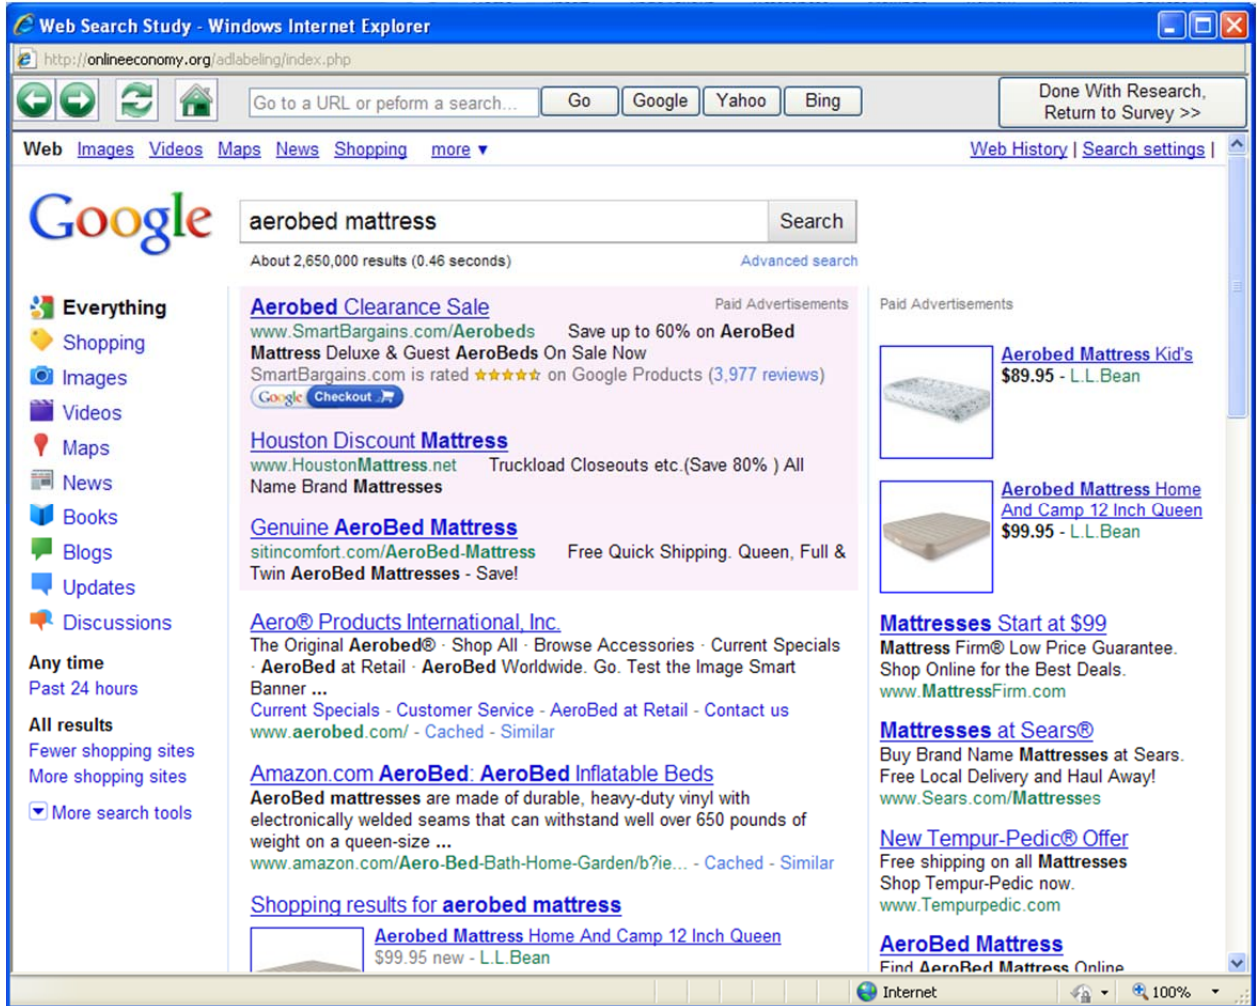 Web Search Study - Windows Internet Explorer
http://onlineeconomy.org/adlabeling/index.php
Go to a URL or peform a search...
Go
Google
Yahoo
Bing
Done With Research,
Return to Survey >>
Web Images Videos Maps News Shopping more ▼
Web History | Search settings |
Google
aerobed mattress
Search
About 2,650,000 results (0.46 seconds)
Advanced search
Everything
Shopping
Images
Videos
Maps
News
Books
Blogs
Updates
Discussions
Any time
Past 24 hours
All results
Fewer shopping sites
More shopping sites
More search tools
Aerobed Clearance Sale
Paid Advertisements
www.SmartBargains.com/Aerobeds Save up to 60% on AeroBed
Mattress Deluxe & Guest AeroBeds On Sale Now
SmartBargains.com is rated ★★★★★ on Google Products (3,977 reviews)
Google Checkout
Houston Discount Mattress
www.HoustonMattress.net Truckload Closeouts etc.(Save 80% ) All
Name Brand Mattresses
Genuine AeroBed Mattress
sitincomfort.com/AeroBed-Mattress Free Quick Shipping. Queen, Full &
Twin AeroBed Mattresses - Save!
Aero® Products International, Inc.
The Original Aerobed® · Shop All · Browse Accessories · Current Specials
· AeroBed at Retail · AeroBed Worldwide. Go. Test the Image Smart
Banner ...
Current Specials - Customer Service - AeroBed at Retail - Contact us
www.aerobed.com/ - Cached - Similar
Amazon.com AeroBed: AeroBed Inflatable Beds
AeroBed mattresses are made of durable, heavy-duty vinyl with
electronically welded seams that can withstand well over 650 pounds of
weight on a queen-size ...
www.amazon.com/Aero-Bed-Bath-Home-Garden/b?ie... - Cached - Similar
Shopping results for aerobed mattress
Aerobed Mattress Home And Camp 12 Inch Queen
$99.95 new - L.L.Bean
Paid Advertisements
Aerobed Mattress Kid's
$89.95 - L.L.Bean
Aerobed Mattress Home
And Camp 12 Inch Queen
$99.95 - L.L.Bean
Mattresses Start at $99
Mattress Firm® Low Price Guarantee.
Shop Online for the Best Deals.
www.MattressFirm.com
Mattresses at Sears®
Buy Brand Name Mattresses at Sears.
Free Local Delivery and Haul Away!
www.Sears.com/Mattresses
New Tempur-Pedic® Offer
Free shipping on all Mattresses
Shop Tempur-Pedic now.
www.Tempurpedic.com
AeroBed Mattress
Find AeroBed Mattress Online
Internet
100%